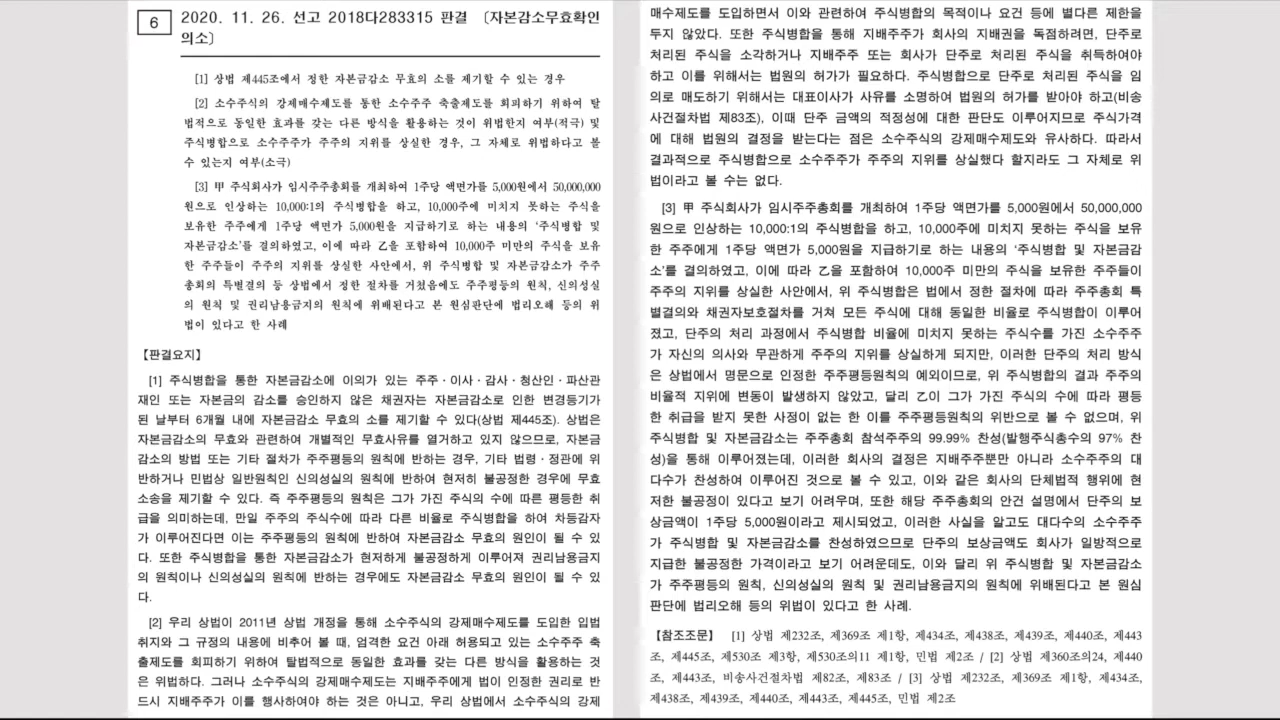 6
2020. 11. 26. 선고 2018다283315 판결 〔자본감소무효확인
의소〕
[1] 상법 제445조에서 정한 자본금감소 무효의 소를 제기할 수 있는 경우
[2] 소수주식의 강제매수제도를 통한 소수주주 축출제도를 회피하기 위하여 탈
법적으로 동일한 효과를 갖는 다른 방식을 활용하는 것이 위법한지 여부(적극) 및
주식병합으로 소수주주가 주주의 지위를 상실한 경우, 그 자체로 위법하다고 볼
수 있는지 여부(소극)
[3] 甲 주식회사가 임시주주총회를 개최하여 1주당 액면가를 5,000원에서 50,000,000
원으로 인상하는 10,000:1의 주식병합을 하고, 10,000주에 미치지 못하는 주식을
보유한 주주에게 1주당 액면가 5,000원을 지급하기로 하는 내용의 ‘주식병합 및
자본금감소’를 결의하였고, 이에 따라 乙을 포함하여 10,000주 미만의 주식을 보유
한 주주들이 주주의 지위를 상실한 사안에서, 위 주식병합 및 자본금감소가 주주
총회의 특별결의 등 상법에서 정한 절차를 거쳤음에도 주주평등의 원칙, 신의성실
의 원칙 및 권리남용금지의 원칙에 위배된다고 본 원심판단에 법리오해 등의 위
법이 있다고 한 사례
【판결요지】
[1] 주식병합을 통한 자본금감소에 이의가 있는 주주·이사·감사·청산인·파산관
재인 또는 자본금의 감소를 승인하지 않은 채권자는 자본금감소로 인한 변경등기가
된 날부터 6개월 내에 자본금감소 무효의 소를 제기할 수 있다(상법 제445조). 상법은
자본금감소의 무효와 관련하여 개별적인 무효사유를 열거하고 있지 않으므로, 자본금
감소의 방법 또는 기타 절차가 주주평등의 원칙에 반하는 경우, 기타 법령·정관에 위
반하거나 민법상 일반원칙인 신의성실의 원칙에 반하여 현저히 불공정한 경우에 무효
소송을 제기할 수 있다. 즉 주주평등의 원칙은 그가 가진 주식의 수에 따른 평등한 취
급을 의미하는데, 만일 주주의 주식수에 따라 다른 비율로 주식병합을 하여 차등감자
가 이루어진다면 이는 주주평등의 원칙에 반하여 자본금감소 무효의 원인이 될 수 있
다. 또한 주식병합을 통한 자본금감소가 현저하게 불공정하게 이루어져 권리남용금지
의 원칙이나 신의성실의 원칙에 반하는 경우에도 자본금감소 무효의 원인이 될 수 있
다.
[2] 우리 상법이 2011년 상법 개정을 통해 소수주식의 강제매수제도를 도입한 입법
취지와 그 규정의 내용에 비추어 볼 때, 엄격한 요건 아래 허용되고 있는 소수주주 축
출제도를 회피하기 위하여 탈법적으로 동일한 효과를 갖는 다른 방식을 활용하는 것
은 위법하다. 그러나 소수주식의 강제매수제도는 지배주주에게 법이 인정한 권리로 반
드시 지배주주가 이를 행사하여야 하는 것은 아니고, 우리 상법에서 소수주식의 강제
매수제도를 도입하면서 이와 관련하여 주식병합의 목적이나 요건 등에 별다른 제한을
두지 않았다. 또한 주식병합을 통해 지배주주가 회사의 지배권을 독점하려면, 단주로
처리된 주식을 소각하거나 지배주주 또는 회사가 단주로 처리된 주식을 취득하여야
하고 이를 위해서는 법원의 허가가 필요하다. 주식병합으로 단주로 처리된 주식을 임
의로 매도하기 위해서는 대표이사가 사유를 소명하여 법원의 허가를 받아야 하고(비송
사건절차법 제83조), 이때 단주 금액의 적정성에 대한 판단도 이루어지므로 주식가격
에 대해 법원의 결정을 받는다는 점은 소수주식의 강제매수제도와 유사하다. 따라서
결과적으로 주식병합으로 소수주주가 주주의 지위를 상실했다 할지라도 그 자체로 위
법이라고 볼 수는 없다.
[3] 甲 주식회사가 임시주주총회를 개최하여 1주당 액면가를 5,000원에서 50,000,000
원으로 인상하는 10,000:1의 주식병합을 하고, 10,000주에 미치지 못하는 주식을 보유
한 주주에게 1주당 액면가 5,000원을 지급하기로 하는 내용의 ‘주식병합 및 자본금감
소’를 결의하였고, 이에 따라 乙을 포함하여 10,000주 미만의 주식을 보유한 주주들이
주주의 지위를 상실한 사안에서, 위 주식병합은 법에서 정한 절차에 따라 주주총회 특
별결의와 채권자보호절차를 거쳐 모든 주식에 대해 동일한 비율로 주식병합이 이루어
졌고, 단주의 처리 과정에서 주식병합 비율에 미치지 못하는 주식수를 가진 소수주주
가 자신의 의사와 무관하게 주주의 지위를 상실하게 되지만, 이러한 단주의 처리 방식
은 상법에서 명문으로 인정한 주주평등원칙의 예외이므로, 위 주식병합의 결과 주주의
비율적 지위에 변동이 발생하지 않았고, 달리 乙이 그가 가진 주식의 수에 따라 평등
한 취급을 받지 못한 사정이 없는 한 이를 주주평등원칙의 위반으로 볼 수 없으며, 위
주식병합 및 자본금감소는 주주총회 참석주주의 99.99% 찬성(발행주식총수의 97% 찬
성)을 통해 이루어졌는데, 이러한 회사의 결정은 지배주주뿐만 아니라 소수주주의 대
다수가 찬성하여 이루어진 것으로 볼 수 있고, 이와 같은 회사의 단체법적 행위에 현
저한 불공정이 있다고 보기 어려우며, 또한 해당 주주총회의 안건 설명에서 단주의 보
상금액이 1주당 5,000원이라고 제시되었고, 이러한 사실을 알고도 대다수의 소수주주
가 주식병합 및 자본금감소를 찬성하였으므로 단주의 보상금액도 회사가 일방적으로
지급한 불공정한 가격이라고 보기 어려운데도, 이와 달리 위 주식병합 및 자본금감소
가 주주평등의 원칙, 신의성실의 원칙 및 권리남용금지의 원칙에 위배된다고 본 원심
판단에 법리오해 등의 위법이 있다고 한 사례.
【참조조문】 [1] 상법 제232조, 제369조 제1항, 제434조, 제438조, 제439조, 제440조, 제443
조, 제445조, 제530조 제3항, 제530조의11 제1항, 민법 제2조 / [2] 상법 제360조의24, 제440
조, 제443조, 비송사건절차법 제82조, 제83조 / [3] 상법 제232조, 제369조 제1항, 제434조,
제438조, 제439조, 제440조, 제443조, 제445조, 민법 제2조